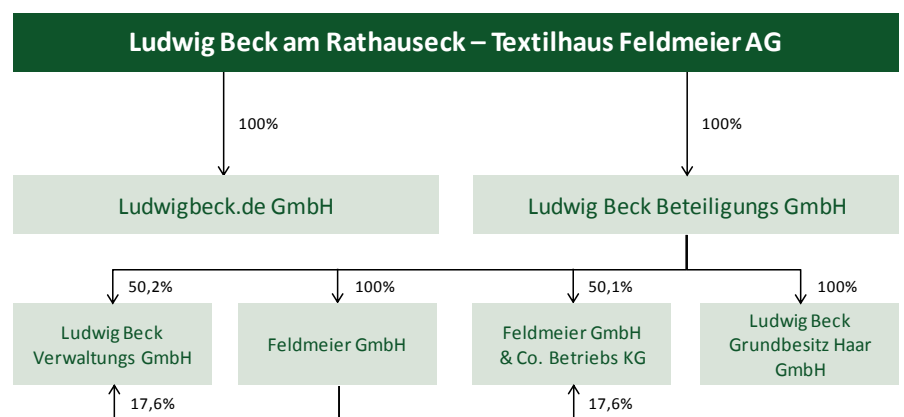 Ludwig Beck am Rathauseck – Textilhaus Feldmeier AG
100%
100%
Ludwigbeck.de GmbH
Ludwig Beck Beteiligungs GmbH
50,2%
100%
50,1%
100%
Ludwig Beck
Verwaltungs GmbH
Feldmeier GmbH
Feldmeier GmbH
& Co. Betriebs KG
Ludwig Beck
Grundbesitz Haar
GmbH
17,6%
17,6%